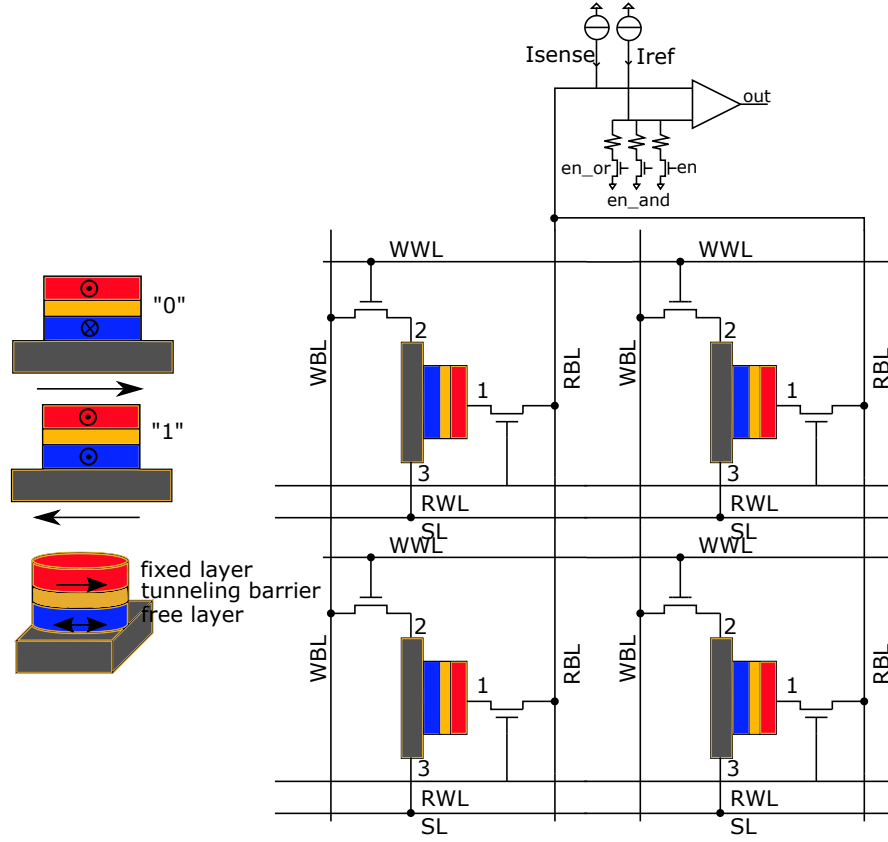 Isense
Iref
out
en_or
en
en_and
WWL
WWL
"0"
2
2
WBL
RBL
WBL
RBL
1
1
"1"
3
3
RWL
RWL
SL
SL
WWL
WWL
fixed layer
tunneling barrier
free layer
2
2
WBL
RBL
WBL
RBL
1
1
3
3
RWL
RWL
SL
SL